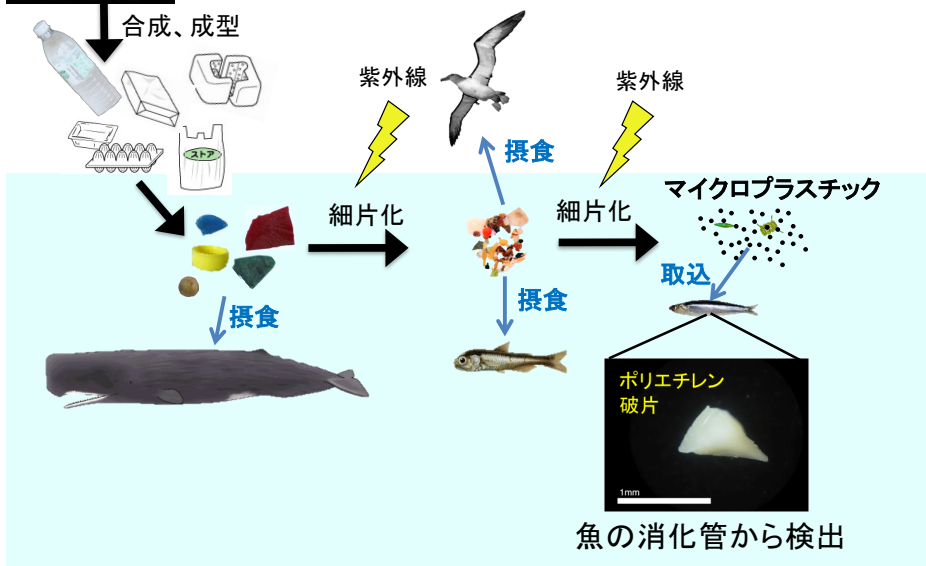 合成、成型
紫外線
紫外線
摂食
ストア
マイクロプラスチック
細片化
細片化
取込
摂食
摂食
ポリエチレン
破片
1mm
魚の消化管から検出